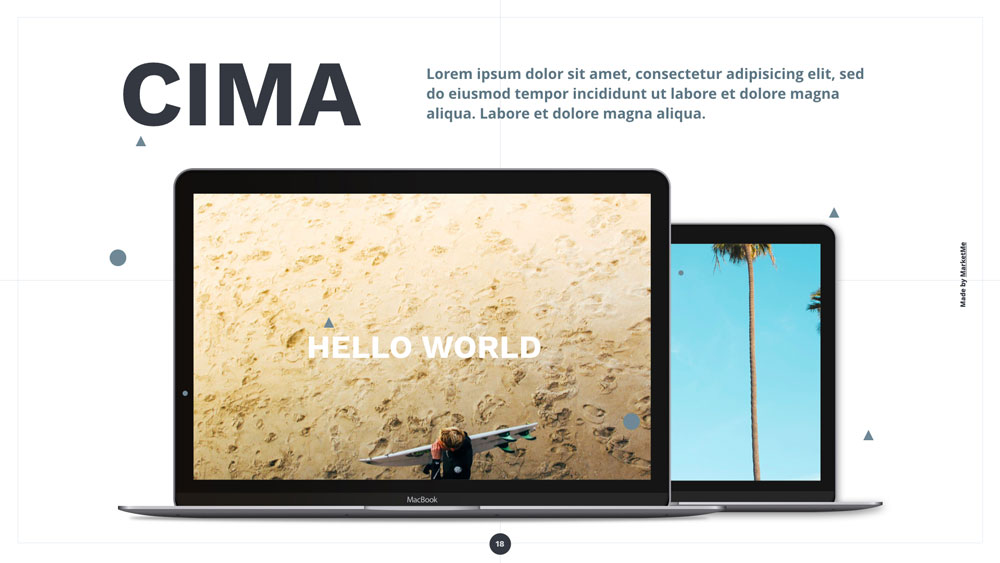 CIMA
Lorem ipsum dolor sit amet, consectetur adipisicing elit, sed
do eiusmod tempor incididunt ut labore et dolore magna
aliqua. Labore et dolore magna aliqua.
HELLO WORLD
MacBook
Made by MarketMe
18